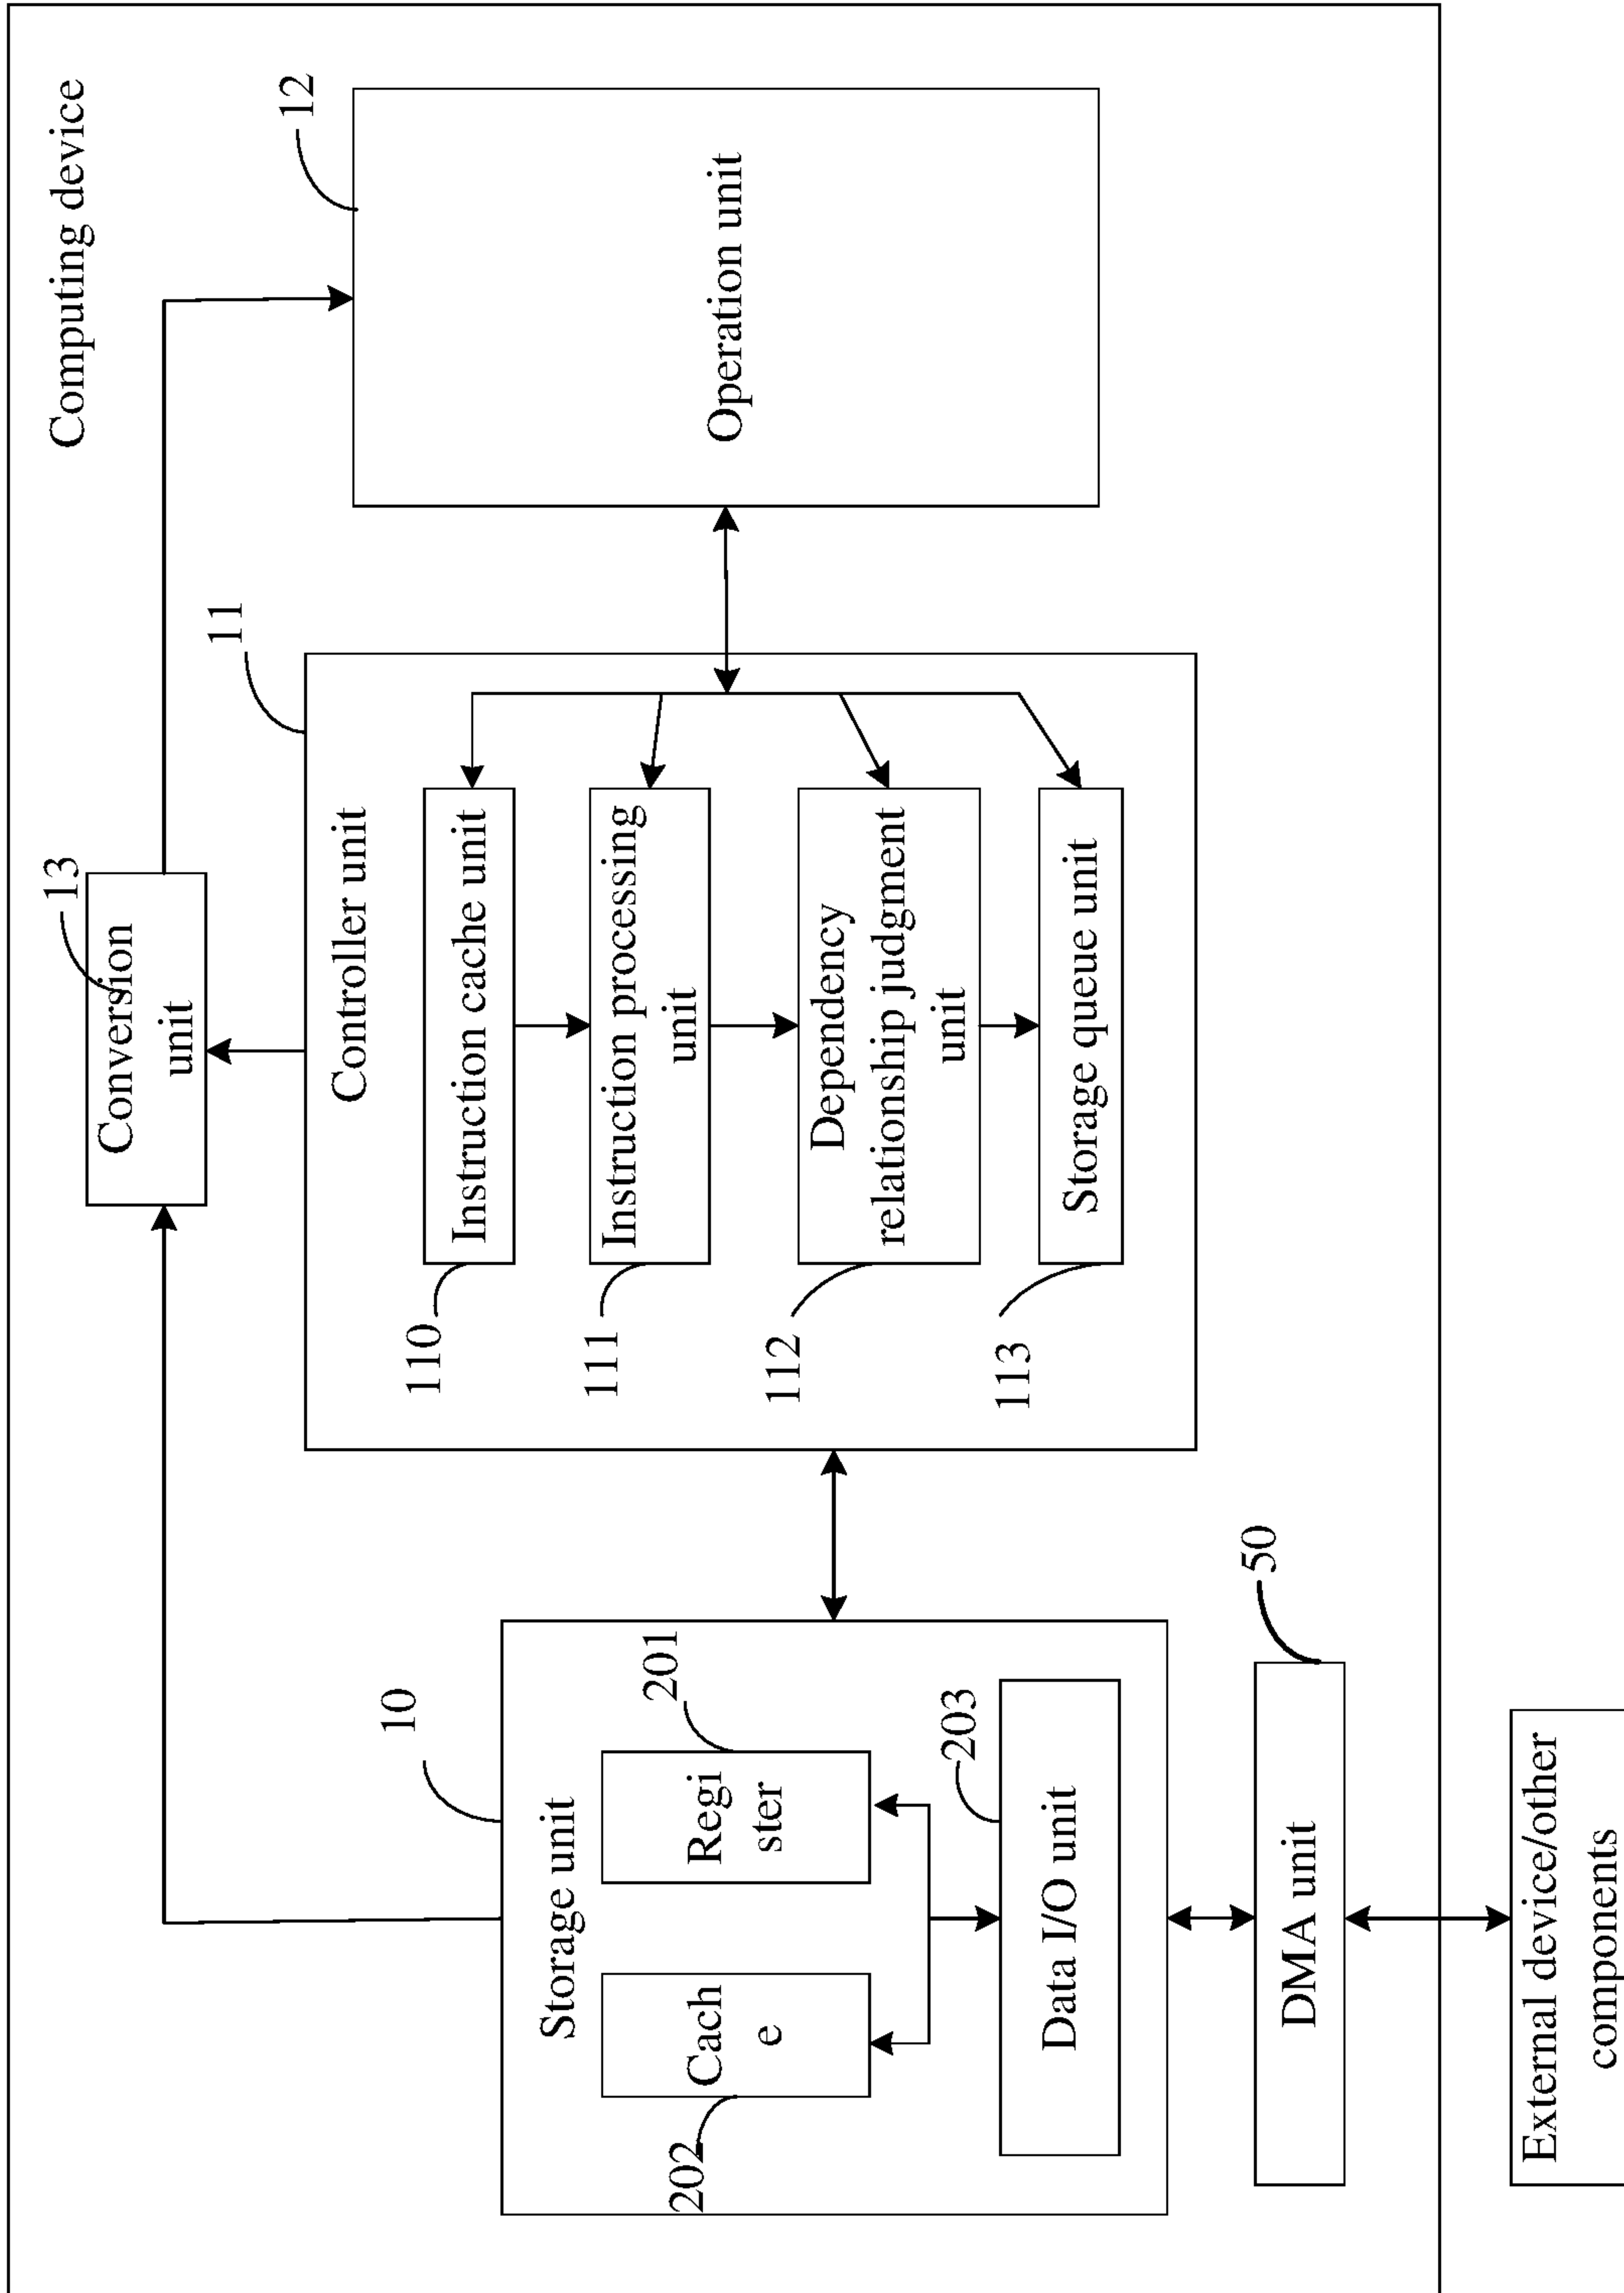 Computing device
13
Conversion
unit
11
12
Controller unit
Operation unit
110
Instruction cache unit
111
Instruction processing
unit
112
Dependency
relationship judgment
unit
113
Storage queue unit
10
Storage unit
202
Cach
e
201
Regi
ster
203
Data I/O unit
50
DMA unit
External device/other
components